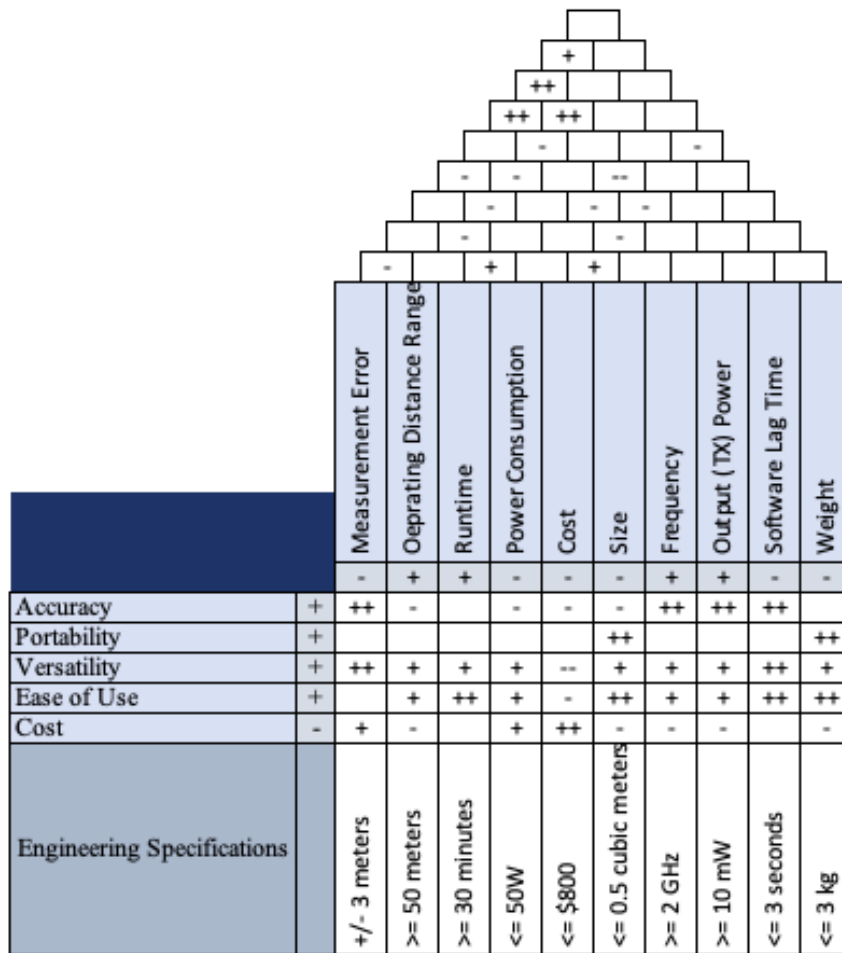 +
++
++ ++
- -
- - --
- - -
- -
- + +
Measurement Error
Oeprating Distance Range
Runtime
Power Consumption
Cost
Size
Frequency
Output (TX) Power
Software Lag Time
Weight
- + + - - - + + - -
Accuracy + ++ - - - - ++ ++ ++
Portability + ++ ++
Versatility + ++ + + + -- + + + ++ +
Ease of Use + + ++ + - ++ + + ++ ++
Cost - + - + ++ - - - -
Engineering Specifications
+/- 3 meters
>= 50 meters
>= 30 minutes
<= 50W
<= $800
<= 0.5 cubic meters
>= 2 GHz
>= 10 mW
<= 3 seconds
<= 3 kg